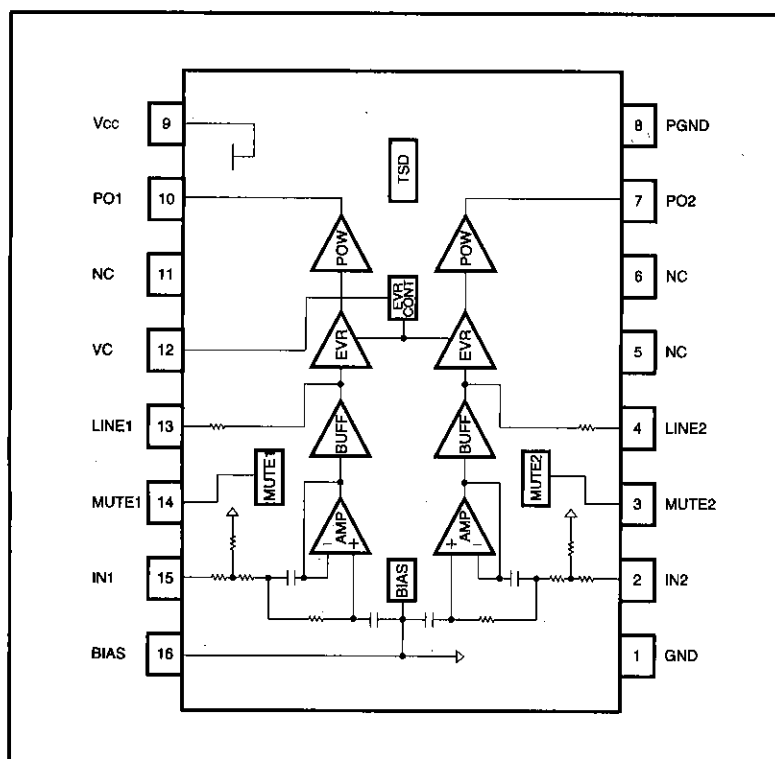 Vcc 9
8 PGND
TSD
PO1 10
7 PO2
POW
POW
NC 11
6 NC
EVR
CONT
VC 12
EVR
EVR
5 NC
LINE1 13
BUFF
BUFF
4 LINE2
MUTE1
MUTE2
MUTE1 14
3 MUTE2
AMP
− +
AMP
+ −
IN1 15
BIAS
2 IN2
BIAS 16
1 GND